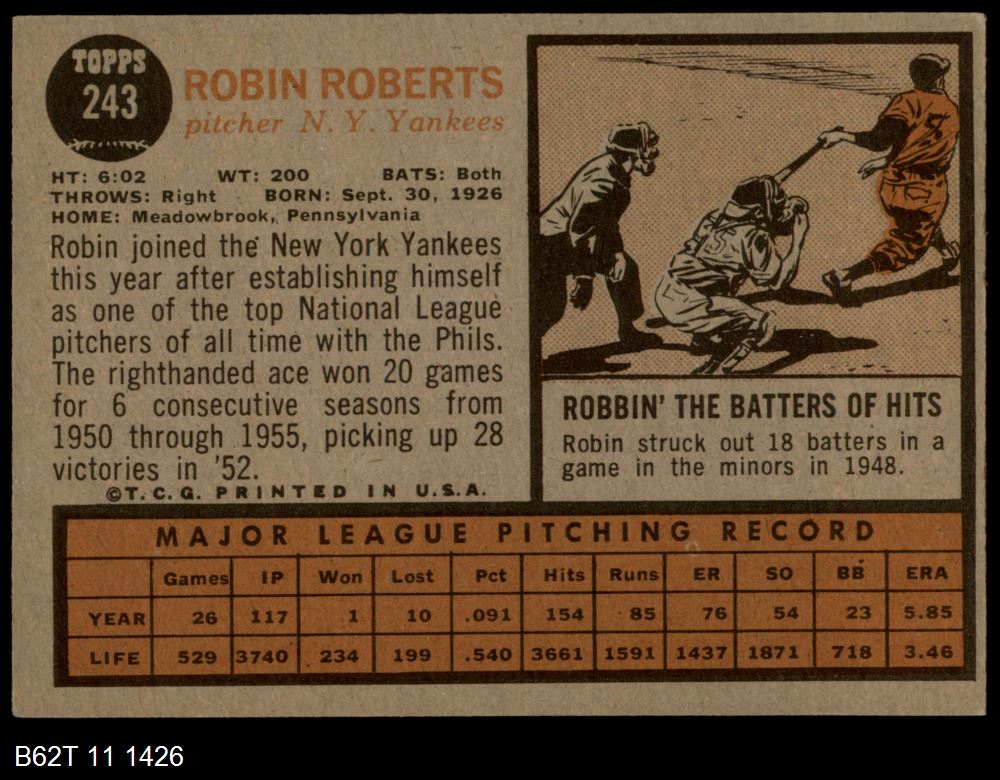 TOPPS
243
ROBIN ROBERTS
pitcher N. Y. Yankees
HT: 6:02 WT: 200 BATS: Both
THROWS: Right BORN: Sept. 30, 1926
HOME: Meadowbrook, Pennsylvania
Robin joined the New York Yankees
this year after establishing himself
as one of the top National League
pitchers of all time with the Phils.
The righthanded ace won 20 games
for 6 consecutive seasons from
1950 through 1955, picking up 28
victories in '52.
©T. C. G. PRINTED IN U.S.A.
ROBBIN' THE BATTERS OF HITS
Robin struck out 18 batters in a
game in the minors in 1948.
MAJOR LEAGUE PITCHING RECORD
Games IP Won Lost Pct Hits Runs ER SO BB ERA
YEAR 26 117 1 10 .091 154 85 76 54 23 5.85
LIFE 529 3740 234 199 .540 3661 1591 1437 1871 718 3.46
B62T 11 1426